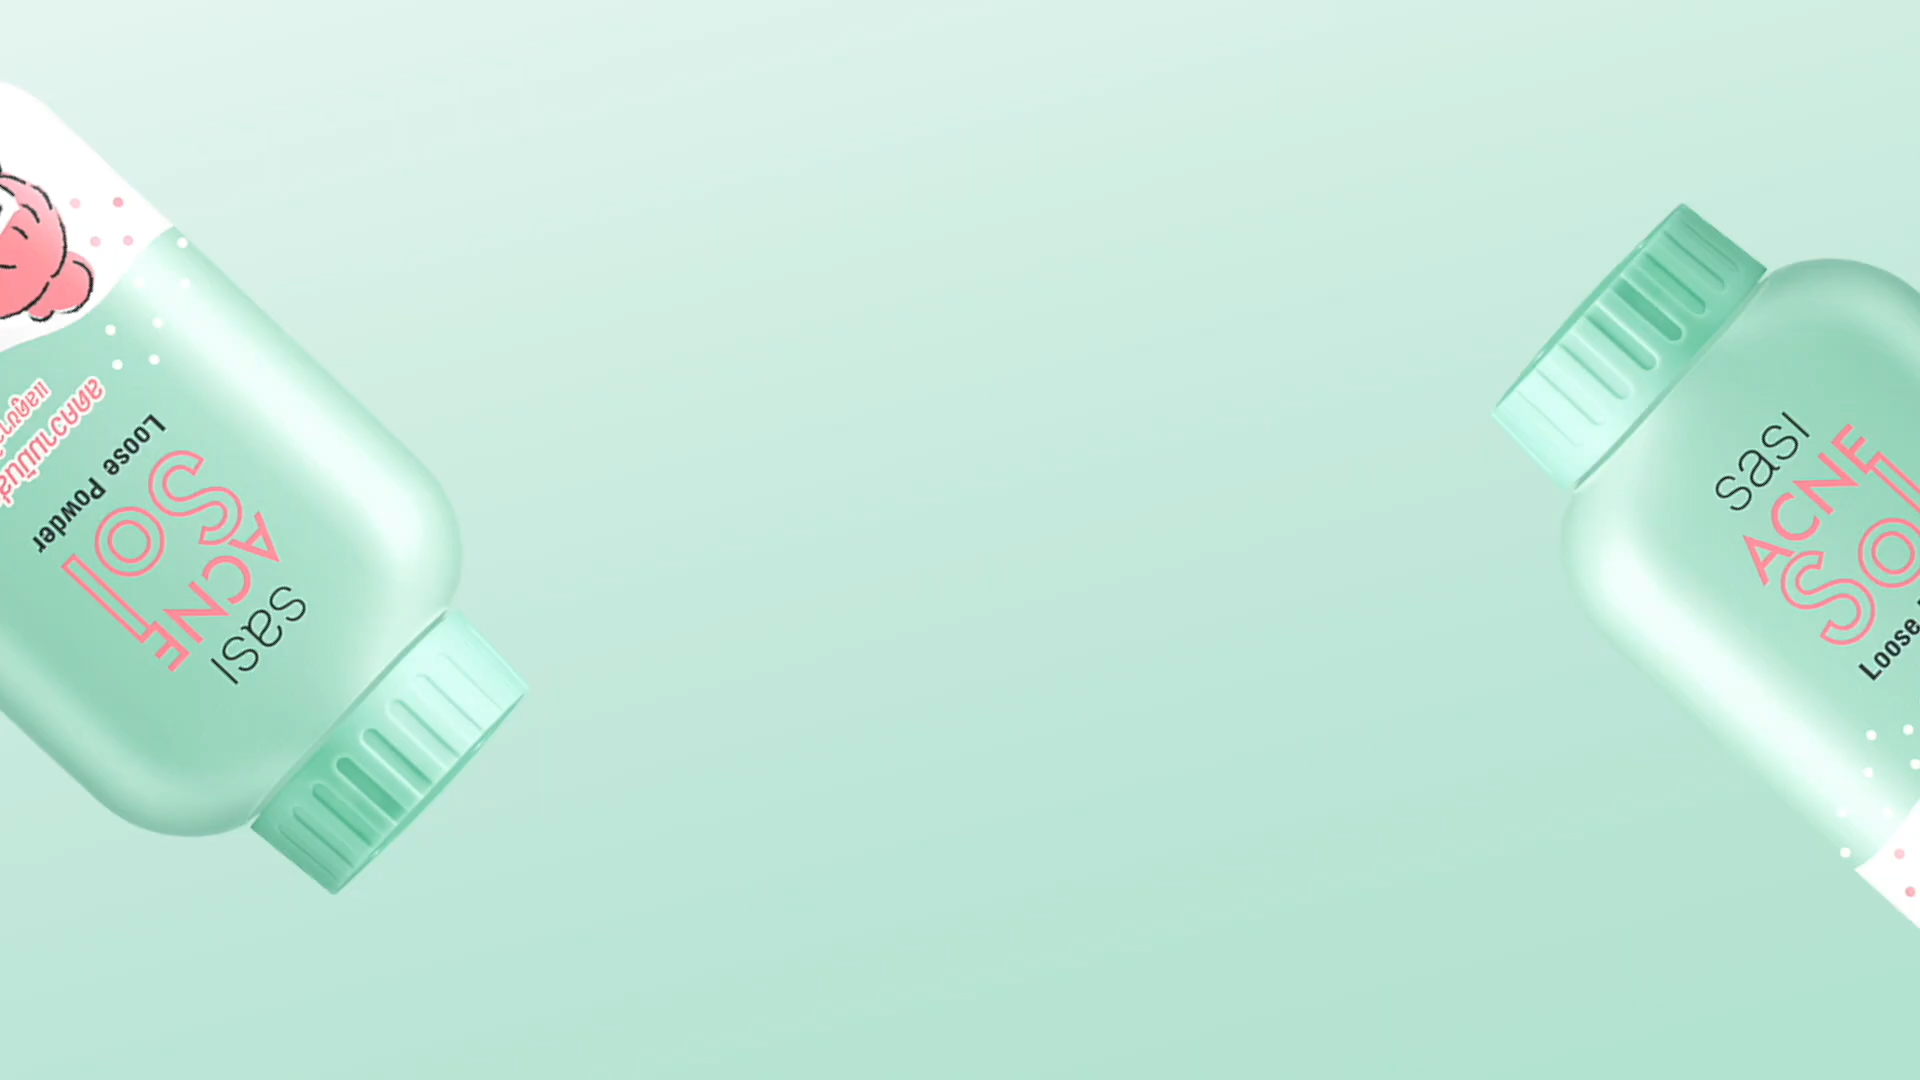 sasi
ACNE
Sol
Loose Powder
sasi
ACNE
Sol
Loose